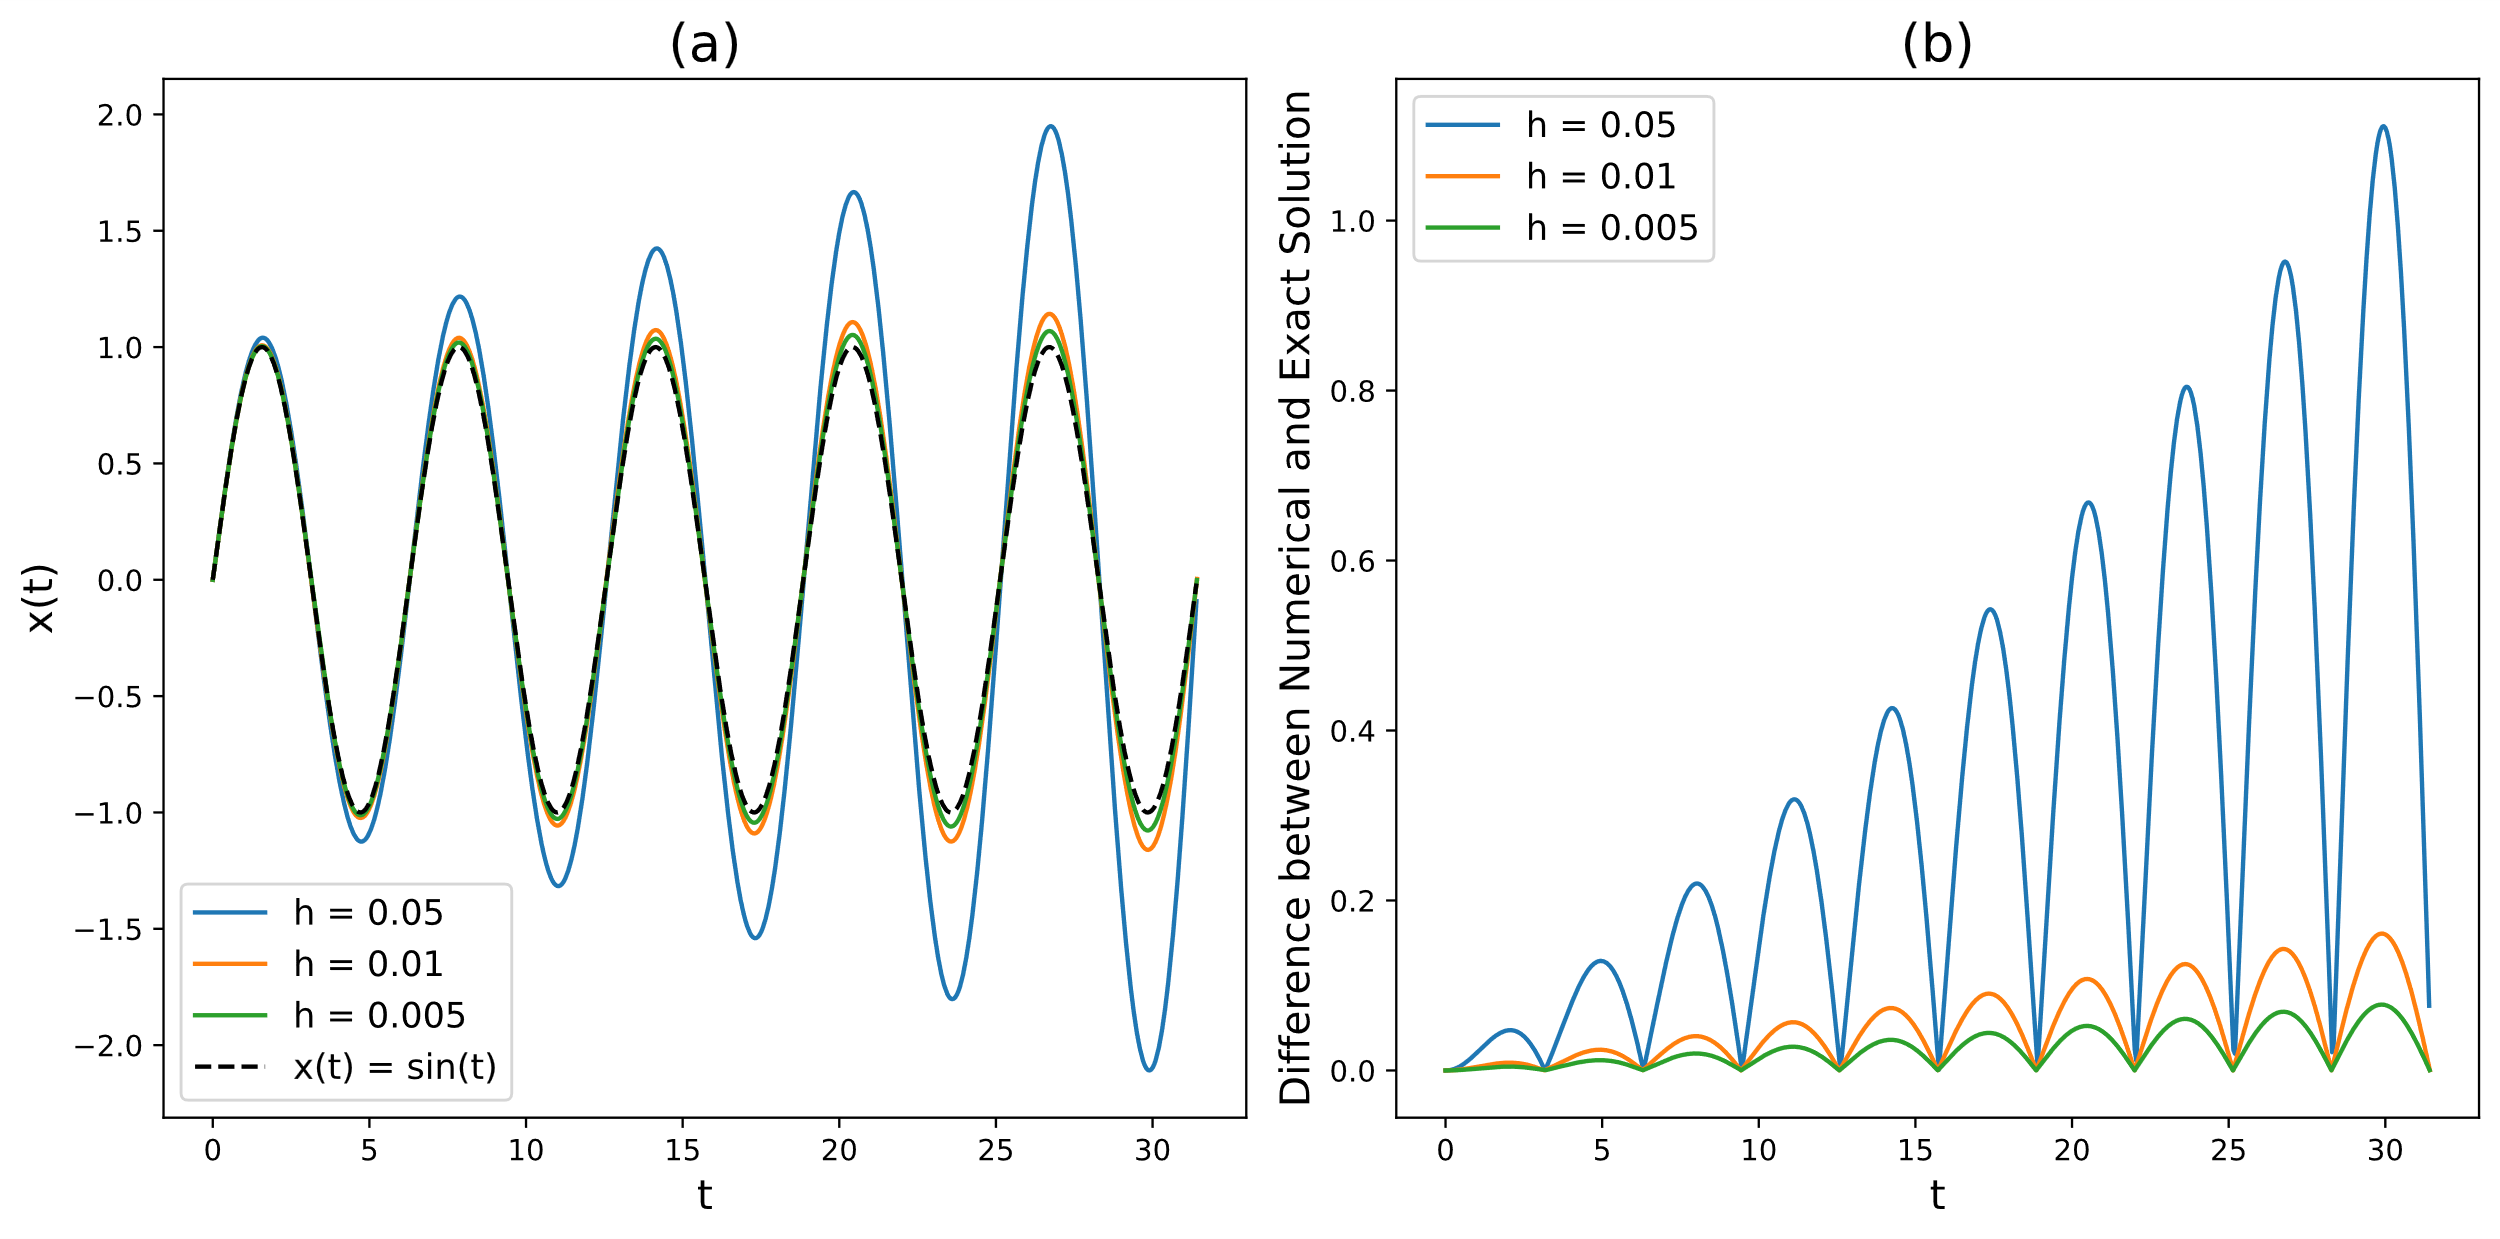 (a)
x(t)
2.0
1.5
1.0
0.5
0.0
−0.5
−1.0
−1.5
−2.0
h = 0.05
h = 0.01
h = 0.005
x(t) = sin(t)
0 5 10 15 20 25 30
t
(b)
Difference between Numerical and Exact Solution
1.0
0.8
0.6
0.4
0.2
0.0
h = 0.05
h = 0.01
h = 0.005
0 5 10 15 20 25 30
t